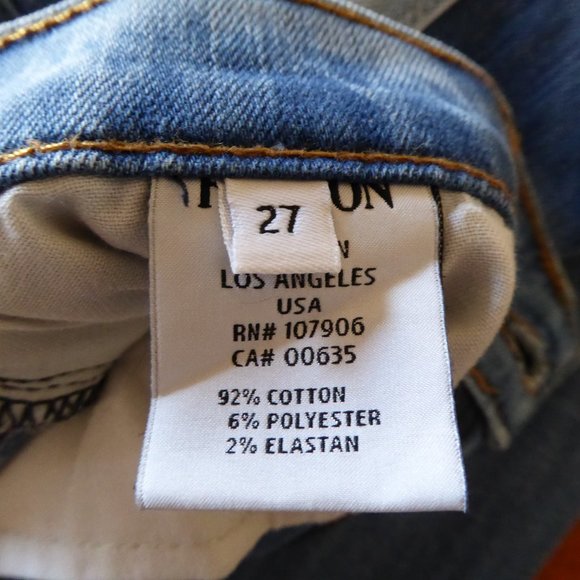 27
LOS ANGELES
USA
RN# 107906
CA# 00635
92% COTTON
6% POLYESTER
2% ELASTAN